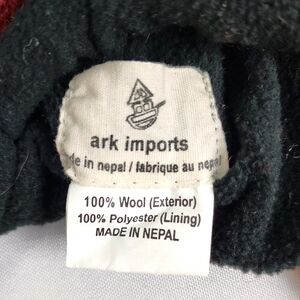 ark imports
de in nepal / fabrique au nepa
100% Wool (Exterior)
100% Polyester (Lining)
MADE IN NEPAL